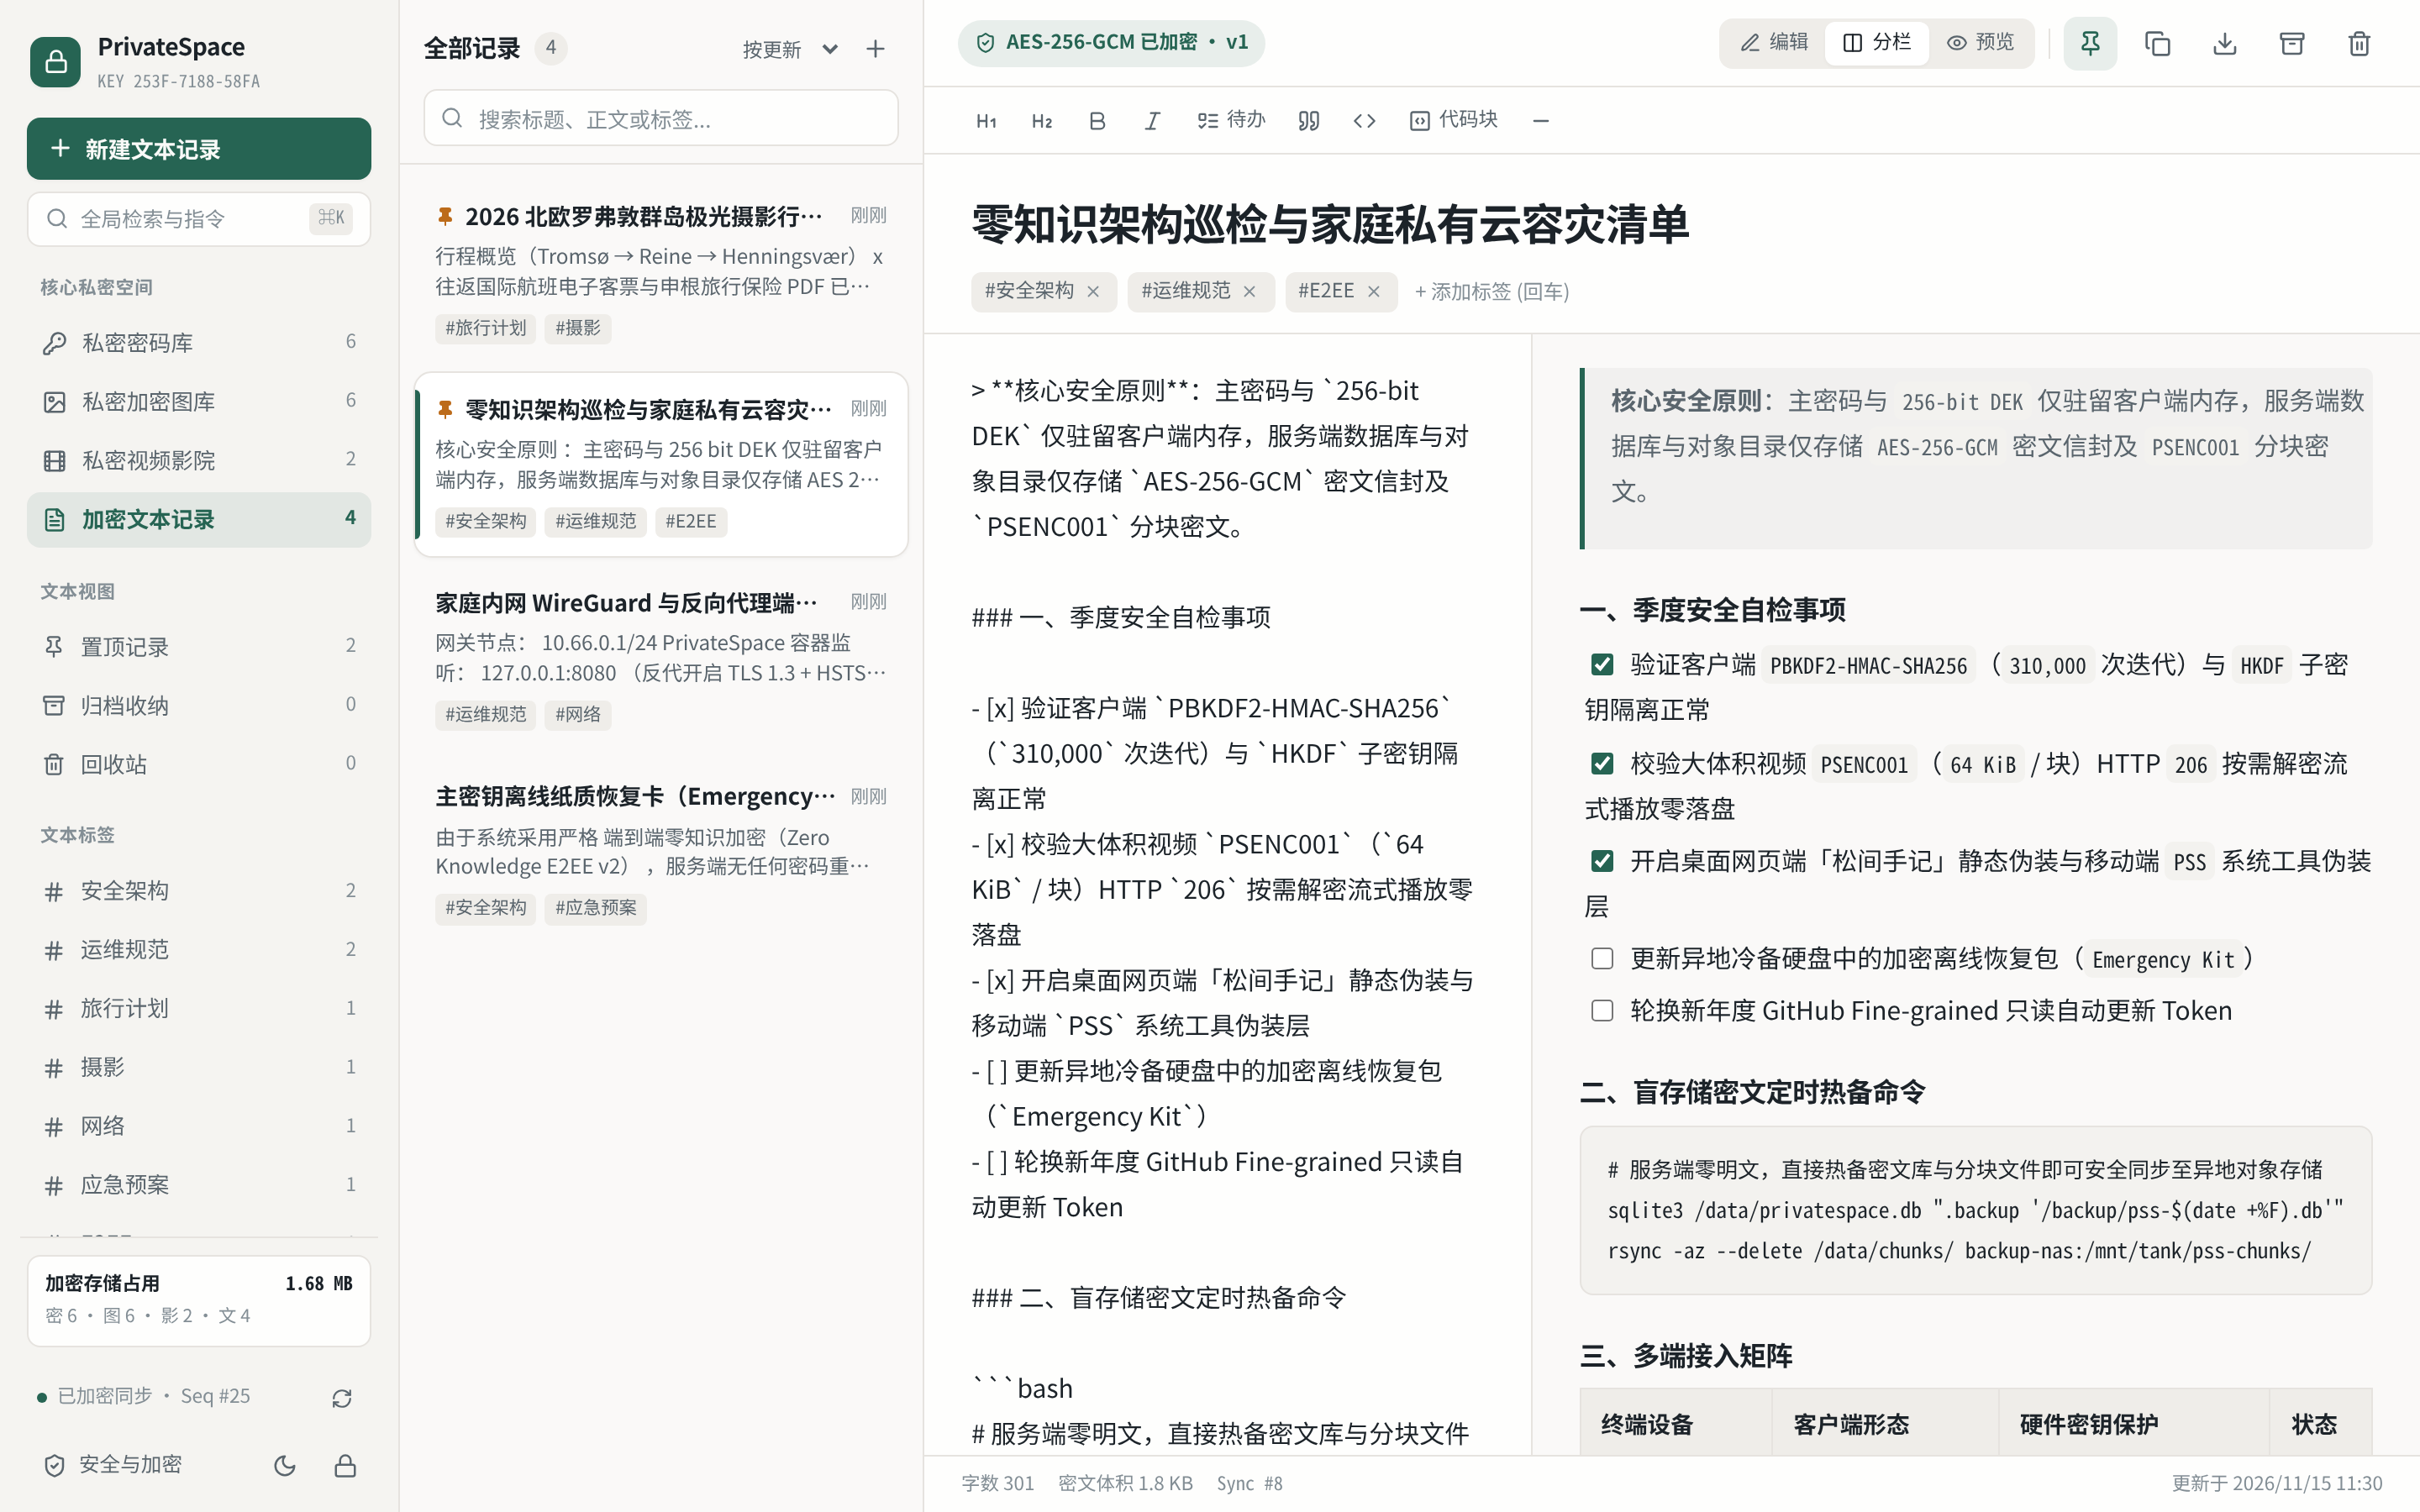 PrivateSpace
KEY 253F-7188-58FA
新建文本记录
全局检索与指令 ⌘K
核心私密空间
私密密码库 6
私密加密图库 6
私密视频影院 2
加密文本记录 4
文本视图
置顶记录 2
归档收纳 0
回收站 0
文本标签
安全架构 2
运维规范 2
旅行计划 1
摄影 1
网络 1
应急预案 1
加密存储占用 1.68 MB
密 6 · 图 6 · 影 2 · 文 4
已加密同步 · Seq #25
安全与加密
全部记录 4 按更新
搜索标题、正文或标签...
2026 北欧罗弗敦群岛极光摄影行… 刚刚
行程概览（Tromsø → Reine → Henningsvær） x
往返国际航班电子客票与申根旅行保险 PDF 已…
#旅行计划 #摄影
零知识架构巡检与家庭私有云容灾… 刚刚
核心安全原则 ：主密码与 256 bit DEK 仅驻留客户
端内存，服务端数据库与对象目录仅存储 AES 2…
#安全架构 #运维规范 #E2EE
家庭内网 WireGuard 与反向代理端… 刚刚
网关节点： 10.66.0.1/24 PrivateSpace 容器监
听： 127.0.0.1:8080 （反代开启 TLS 1.3 + HSTS…
#运维规范 #网络
主密钥离线纸质恢复卡（Emergency… 刚刚
由于系统采用严格 端到端零知识加密（Zero
Knowledge E2EE v2） ，服务端无任何密码重…
#安全架构 #应急预案
AES-256-GCM 已加密 · v1
编辑 分栏 预览
H1 H2 B I 待办 代码块
零知识架构巡检与家庭私有云容灾清单
#安全架构 × #运维规范 × #E2EE × + 添加标签 (回车)
> **核心安全原则**：主密码与 `256-bit
DEK` 仅驻留客户端内存，服务端数据库与对
象目录仅存储 `AES-256-GCM` 密文信封及
`PSENC001` 分块密文。
### 一、季度安全自检事项
- [x] 验证客户端 `PBKDF2-HMAC-SHA256`
（`310,000` 次迭代）与 `HKDF` 子密钥隔
离正常
- [x] 校验大体积视频 `PSENC001`（`64
KiB` / 块）HTTP `206` 按需解密流式播放零
落盘
- [x] 开启桌面网页端「松间手记」静态伪装与
移动端 `PSS` 系统工具伪装层
- [ ] 更新异地冷备硬盘中的加密离线恢复包
（`Emergency Kit`）
- [ ] 轮换新年度 GitHub Fine-grained 只读自
动更新 Token
### 二、盲存储密文定时热备命令
```bash
# 服务端零明文，直接热备密文库与分块文件
核心安全原则：主密码与 256-bit DEK 仅驻留客户端内存，服务端数
据库与对象目录仅存储 AES-256-GCM 密文信封及 PSENC001 分块密
文。
一、季度安全自检事项
验证客户端 PBKDF2-HMAC-SHA256 （ 310,000 次迭代）与 HKDF 子密
钥隔离正常
校验大体积视频 PSENC001 （ 64 KiB / 块）HTTP 206 按需解密流
式播放零落盘
开启桌面网页端「松间手记」静态伪装与移动端 PSS 系统工具伪装
层
更新异地冷备硬盘中的加密离线恢复包（ Emergency Kit ）
轮换新年度 GitHub Fine-grained 只读自动更新 Token
二、盲存储密文定时热备命令
# 服务端零明文，直接热备密文库与分块文件即可安全同步至异地对象存储
sqlite3 /data/privatespace.db ".backup '/backup/pss-$(date +%F).db'"
rsync -az --delete /data/chunks/ backup-nas:/mnt/tank/pss-chunks/
三、多端接入矩阵
终端设备 客户端形态 硬件密钥保护 状态
字数 301 密文体积 1.8 KB Sync #8 更新于 2026/11/15 11:30